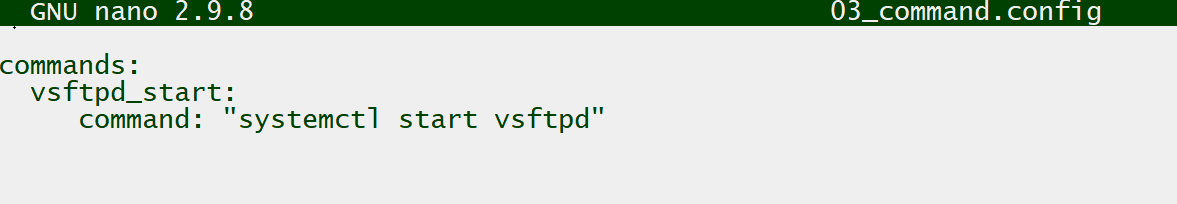 GNU nano 2.9.8 03_command.config
commands:
  vsftpd_start:
     command: "systemctl start vsftpd"